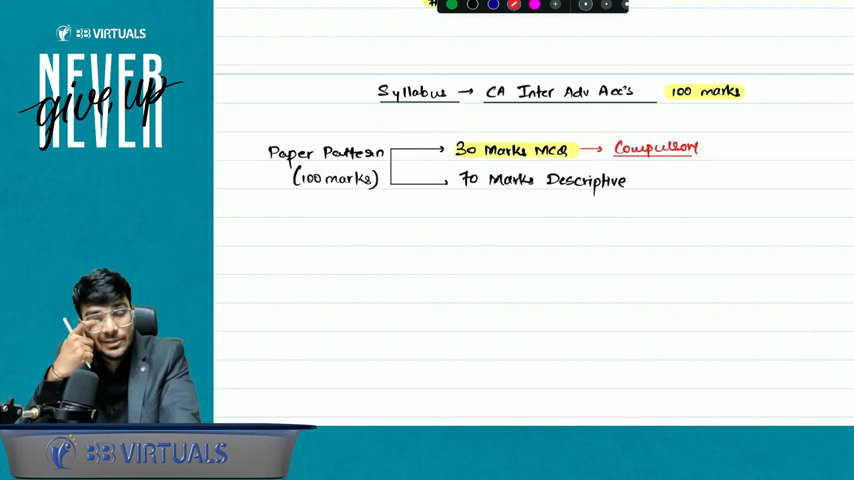 BB VIRTUALS
NEVER
give up
NEVER
Syllabus → CA Inter Adv Acc's 100 marks
Paper Pattern → 30 Marks MCQ → Compulsory
(100 marks) → 70 Marks Descriptive
BB VIRTUALS